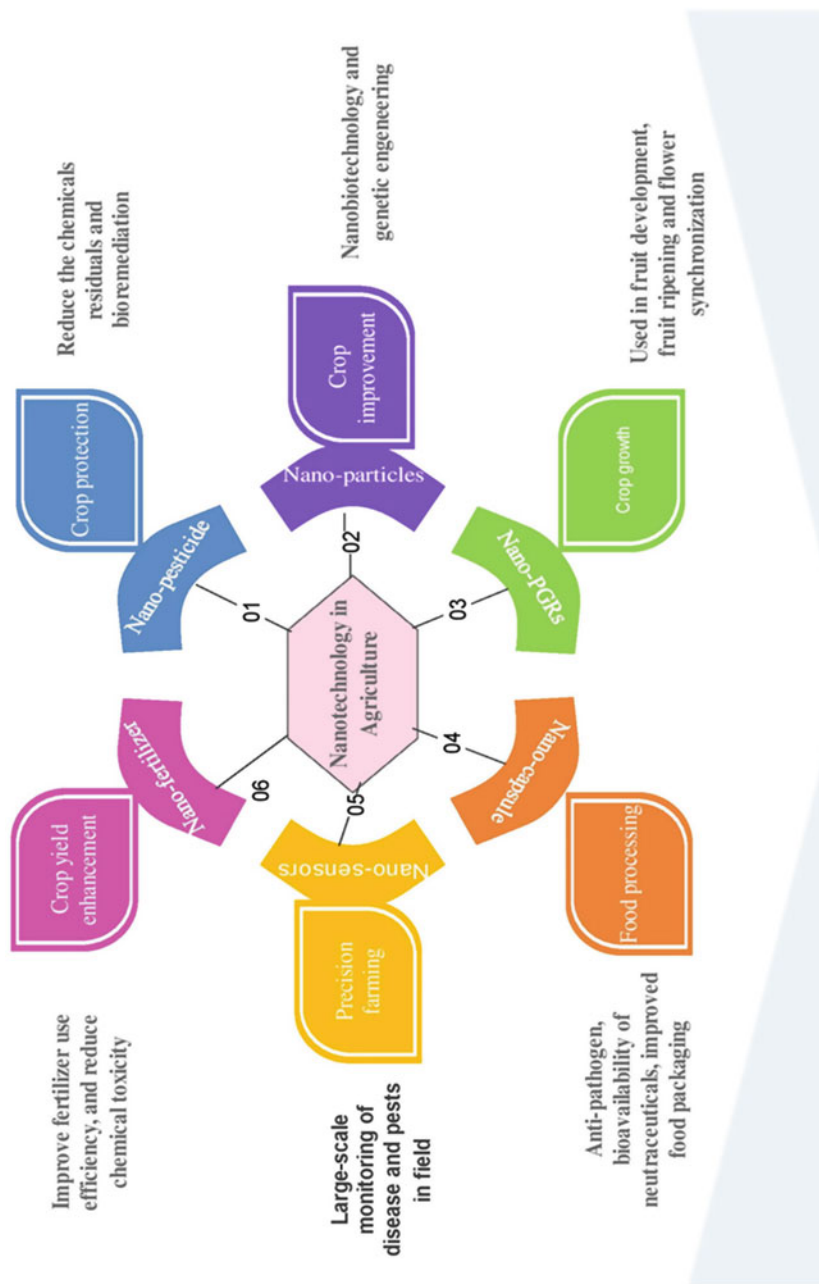 Nanotechnology in
Agriculture
01
Nano-pesticide
Crop protection
Reduce the chemicals
residuals and
bioremediation
02
Nano-particles
Crop
improvement
Nanobiotechnology and
genetic engeneering
03
Nano-PGRs
Crop growth
Used in fruit development,
fruit ripening and flower
synchronization
04
Nano-capsule
Food processing
Anti-pathogen,
bioavailability of
neutraceuticals, improved
food packaging
05
Nano-sensors
Precision
farming
Large-scale
monitoring of
disease and pests
in field
06
Nano-fertilizer
Crop yield
enhancement
Improve fertilizer use
efficiency, and reduce
chemical toxicity